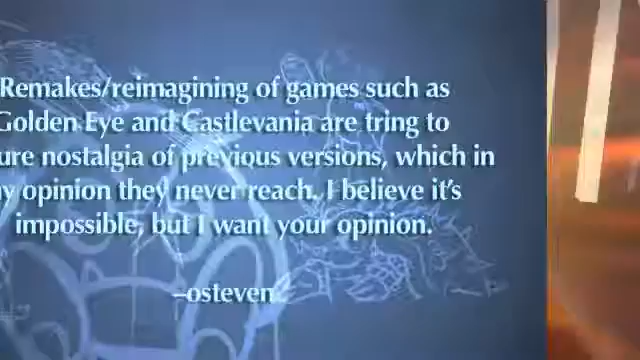 Remakes/reimagining of games such as
Golden Eye and Castlevania are tring to
ure nostalgia of previous versions, which in
y opinion they never reach. I believe it's
impossible, but I want your opinion.
–osteven